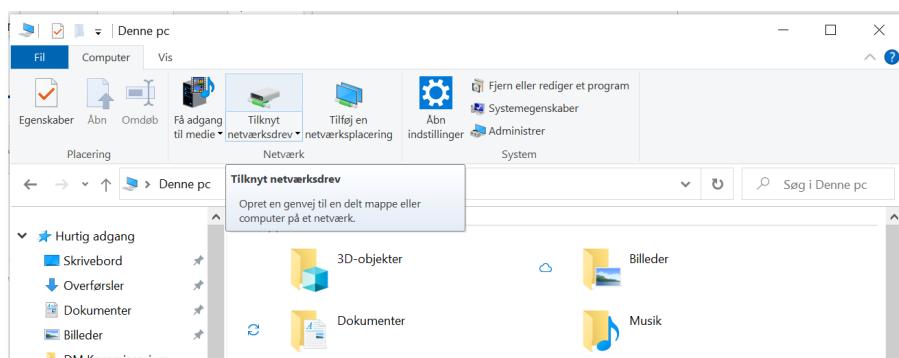 Denne pc
Fil Computer Vis
Egenskaber Åbn Omdøb
Få adgang til medie
Tilknyt netværksdrev
Tilføj en netværksplacering
Åbn indstillinger
Fjern eller rediger et program
Systemegenskaber
Administrer
Placering Netværk System
Denne pc
Søg i Denne pc
Tilknyt netværksdrev
Opret en genvej til en delt mappe eller
computer på et netværk.
Hurtig adgang
Skrivebord
Overførsler
Dokumenter
Billeder
3D-objekter
Billeder
Dokumenter
Musik